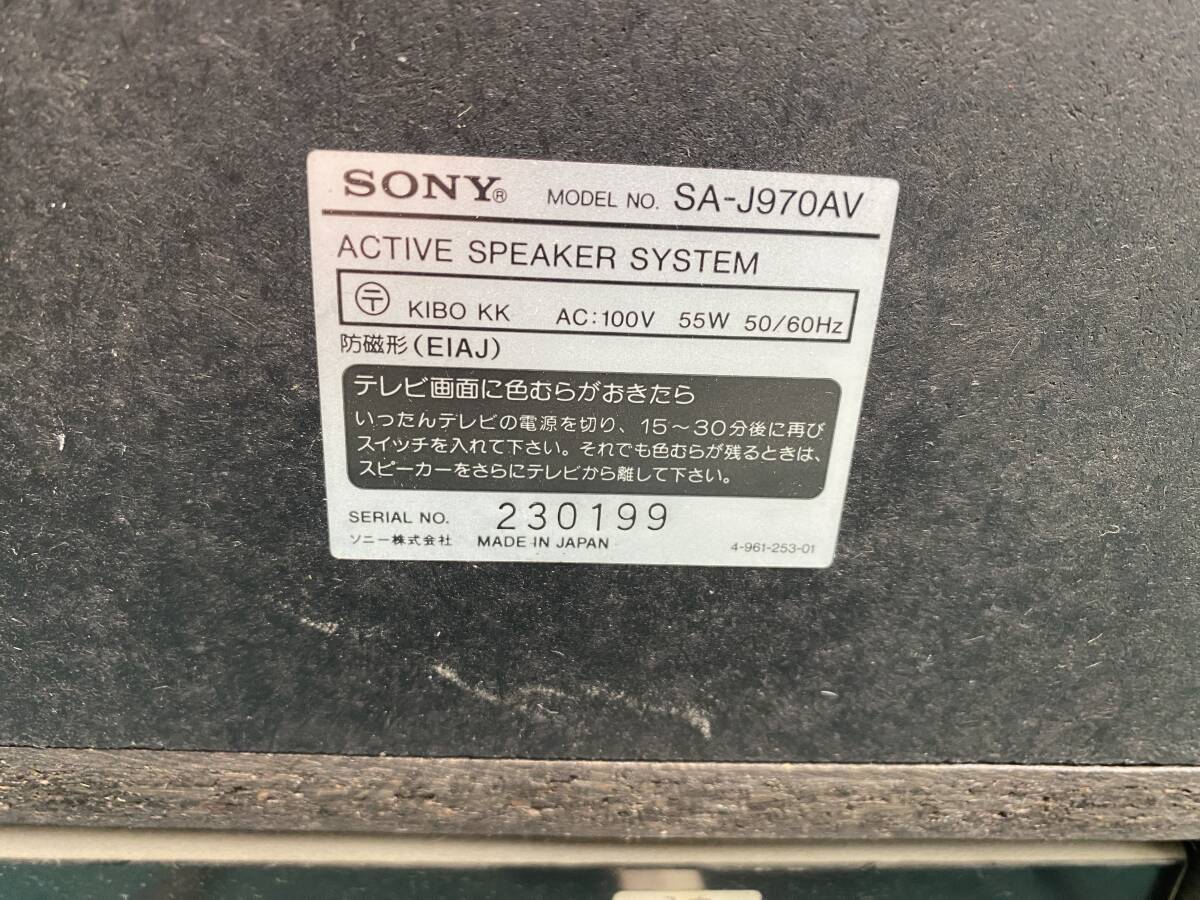 SONY® MODEL NO. SA-J970AV
ACTIVE SPEAKER SYSTEM
〶 KIBO KK AC:100V 55W 50/60Hz
防磁形(EIAJ)
テレビ画面に色むらがおきたら
いったんテレビの電源を切り、15〜30分後に再び
スイッチを入れて下さい。それでも色むらが残るときは、
スピーカーをさらにテレビから離して下さい。
SERIAL NO. 230199
ソニー株式会社 MADE IN JAPAN 4-961-253-01